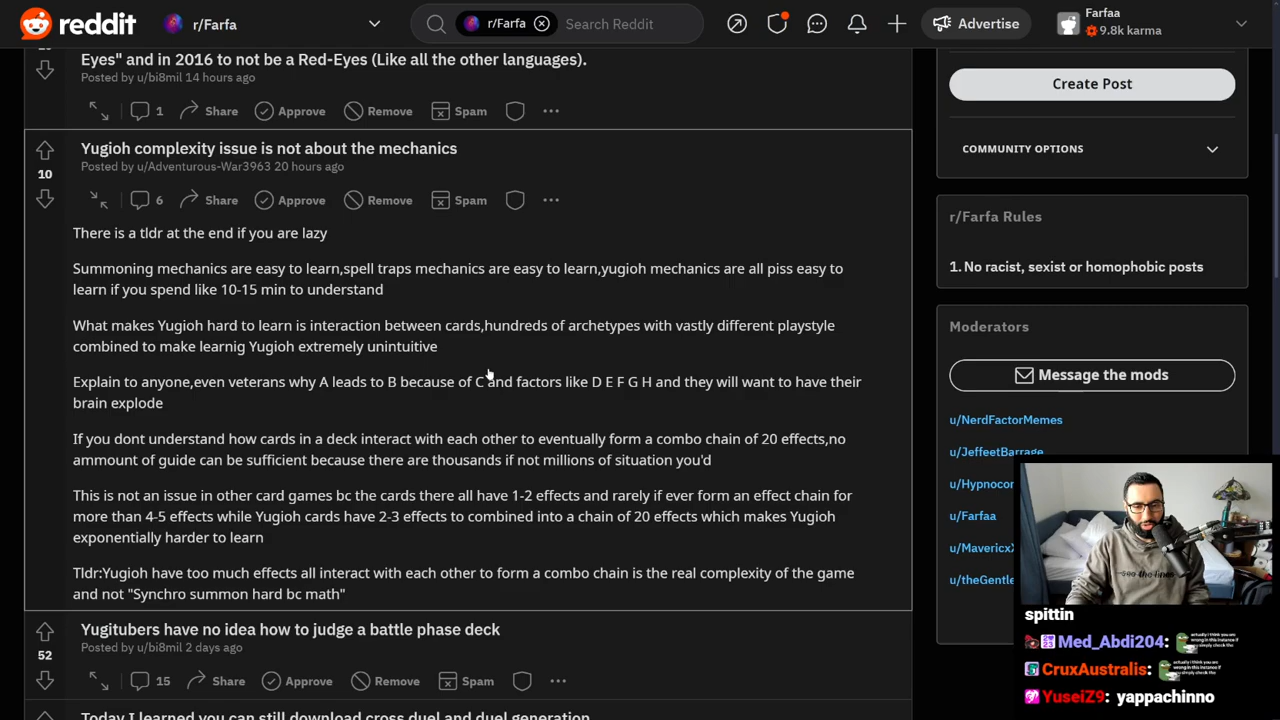 reddit
r/Farfa
r/Farfa
Search Reddit
Advertise
Farfaa
9.8k karma
Eyes" and in 2016 to not be a Red-Eyes (Like all the other languages).
Posted by u/bi8mil 14 hours ago
1
Share
Approve
Remove
Spam
Create Post
COMMUNITY OPTIONS
Yugioh complexity issue is not about the mechanics
Posted by u/Adventurous-War3963 20 hours ago
10
6
Share
Approve
Remove
Spam
There is a tldr at the end if you are lazy
Summoning mechanics are easy to learn,spell traps mechanics are easy to learn,yugioh mechanics are all piss easy to
learn if you spend like 10-15 min to understand
What makes Yugioh hard to learn is interaction between cards,hundreds of archetypes with vastly different playstyle
combined to make learnig Yugioh extremely unintuitive
Explain to anyone,even veterans why A leads to B because of C and factors like D E F G H and they will want to have their
brain explode
If you dont understand how cards in a deck interact with each other to eventually form a combo chain of 20 effects,no
ammount of guide can be sufficient because there are thousands if not millions of situation you'd
This is not an issue in other card games bc the cards there all have 1-2 effects and rarely if ever form an effect chain for
more than 4-5 effects while Yugioh cards have 2-3 effects to combined into a chain of 20 effects which makes Yugioh
exponentially harder to learn
Tldr:Yugioh have too much effects all interact with each other to form a combo chain is the real complexity of the game
and not "Synchro summon hard bc math"
r/Farfa Rules
1. No racist, sexist or homophobic posts
Moderators
Message the mods
u/NerdFactorMemes
u/JeffeetBarrage
u/Hypnocor
u/Farfaa
u/Mavericx
u/theGentle
spittin
Med_Abdi204:
CruxAustralis:
YuseiZ9: yappachinno
Yugitubers have no idea how to judge a battle phase deck
Posted by u/bi8mil 2 days ago
52
15
Share
Approve
Remove
Spam
Today I learned you can still download cross duel and duel generation